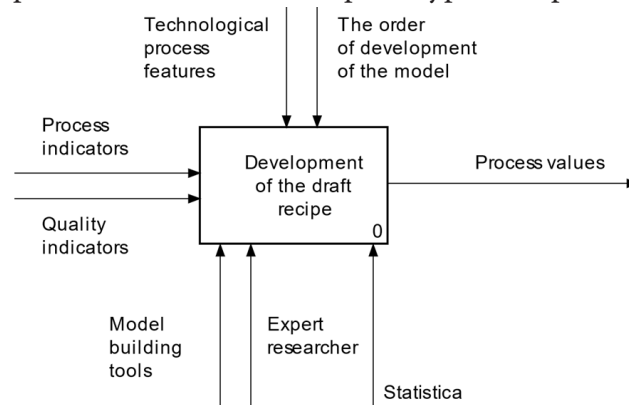 Technological
process
features
The order
of development
of the model
Process
indicators
Development
of the draft
recipe
0
Process values
Quality
indicators
Model
building
tools
Expert
researcher
Statistica